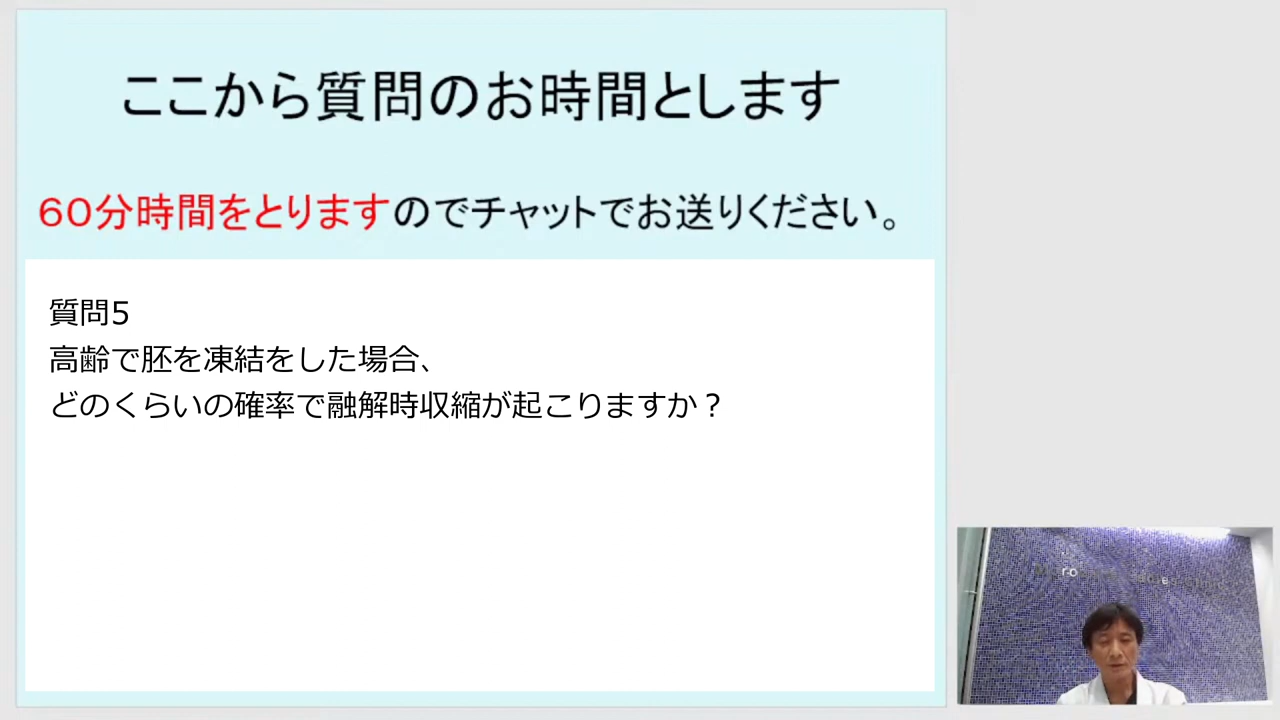 ここから質問のお時間とします
60分時間をとりますのでチャットでお送りください。
質問5
高齢で胚を凍結をした場合、
どのくらいの確率で融解時収縮が起こりますか？